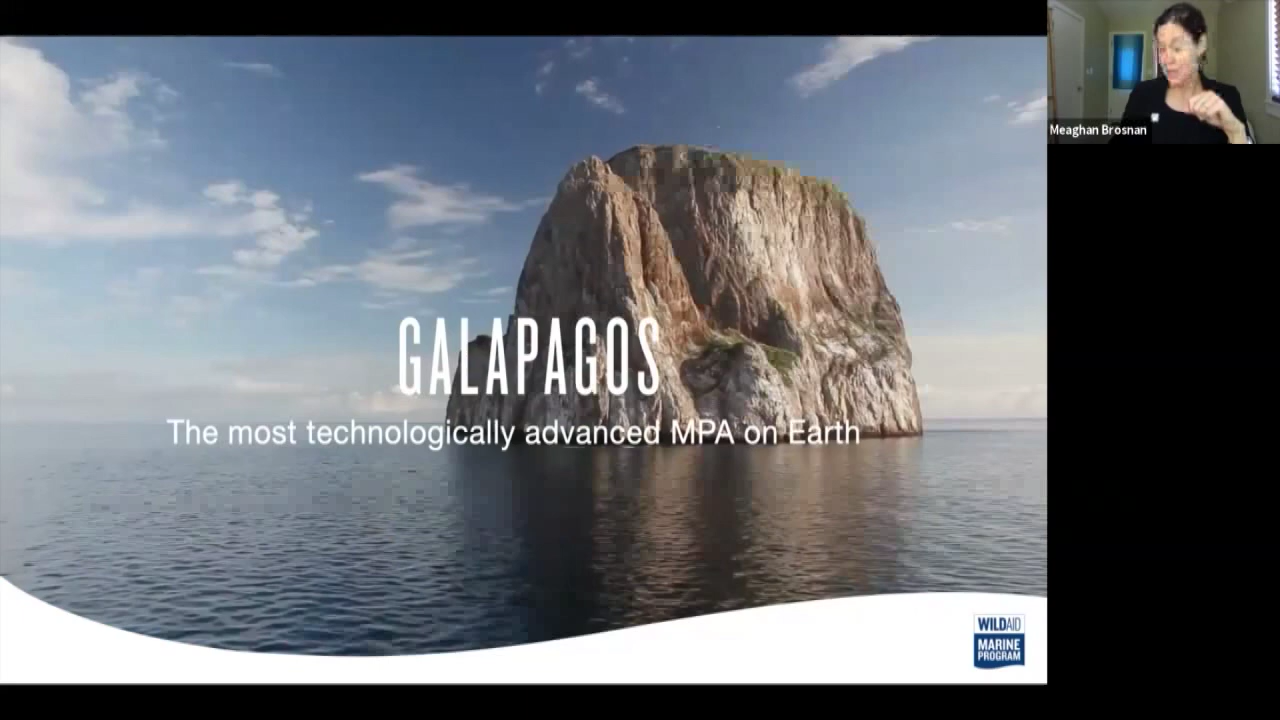 GALAPAGOS
The most technologically advanced MPA on Earth
WILDAID
MARINE
PROGRAM
Meaghan Brosnan